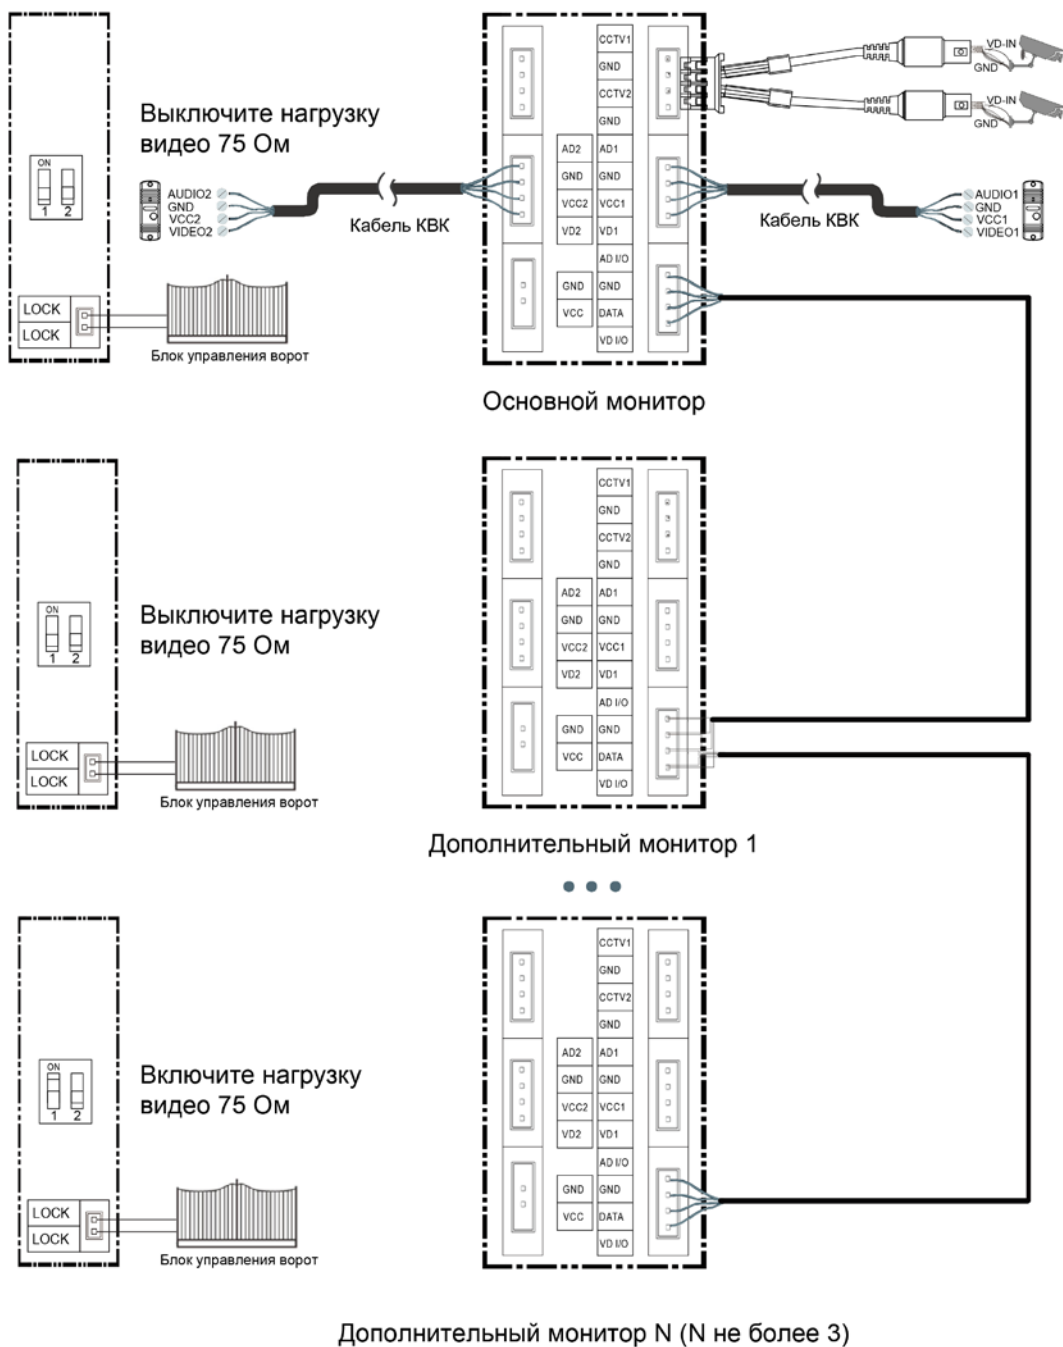 CCTV1
GND
CCTV2
GND
AD2 AD1
GND GND
VCC2 VCC1
VD2 VD1
AD I/O
GND GND
VCC DATA
VD I/O
VD-IN
GND
VD-IN
GND
Выключите нагрузку
видео 75 Ом
ON
1 2
AUDIO2
GND
VCC2
VIDEO2
Кабель КВК
Кабель КВК
AUDIO1
GND
VCC1
VIDEO1
LOCK
LOCK
Блок управления ворот
Основной монитор
CCTV1
GND
CCTV2
GND
AD2 AD1
GND GND
VCC2 VCC1
VD2 VD1
AD I/O
GND GND
VCC DATA
VD I/O
ON
1 2
Выключите нагрузку
видео 75 Ом
LOCK
LOCK
Блок управления ворот
Дополнительный монитор 1
CCTV1
GND
CCTV2
GND
AD2 AD1
GND GND
VCC2 VCC1
VD2 VD1
AD I/O
GND GND
VCC DATA
VD I/O
ON
1 2
Включите нагрузку
видео 75 Ом
LOCK
LOCK
Блок управления ворот
Дополнительный монитор N (N не более 3)